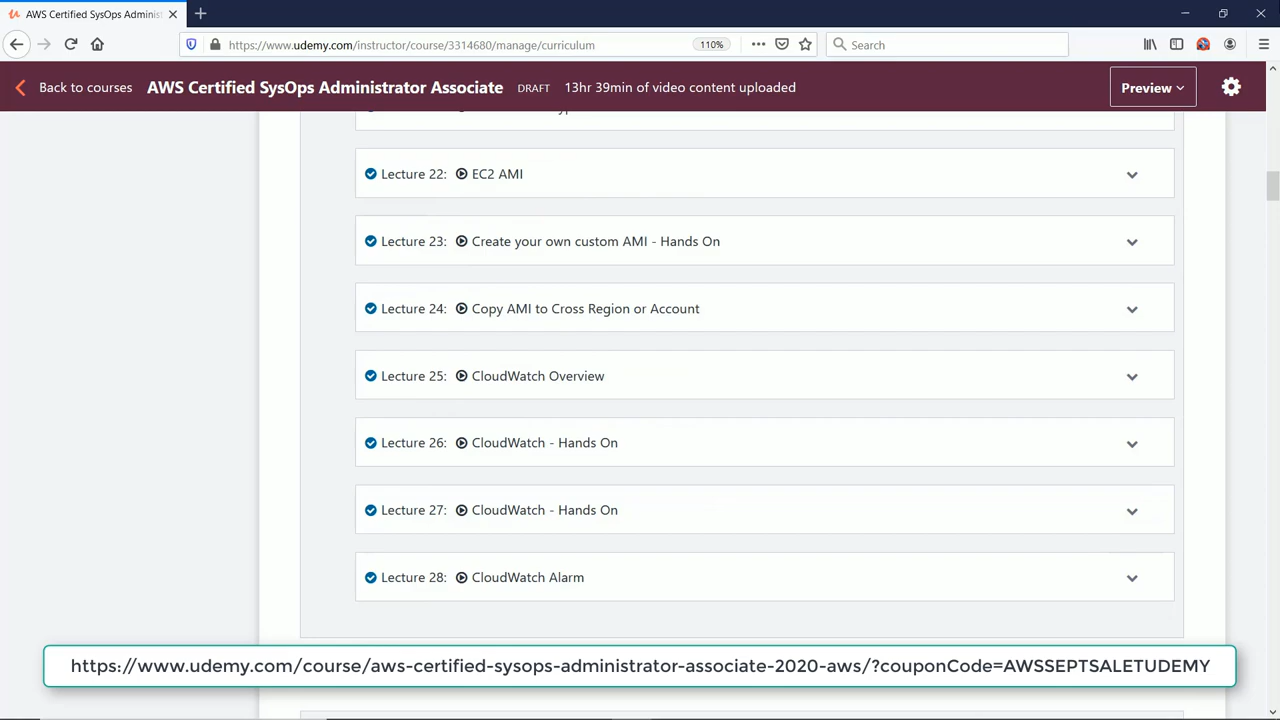 AWS Certified SysOps Adminis
https://www.udemy.com/instructor/course/3314680/manage/curriculum
110%
Search
Back to courses
AWS Certified SysOps Administrator Associate
DRAFT
13hr 39min of video content uploaded
Preview
Lecture 22: EC2 AMI
Lecture 23: Create your own custom AMI - Hands On
Lecture 24: Copy AMI to Cross Region or Account
Lecture 25: CloudWatch Overview
Lecture 26: CloudWatch - Hands On
Lecture 27: CloudWatch - Hands On
Lecture 28: CloudWatch Alarm
https://www.udemy.com/course/aws-certified-sysops-administrator-associate-2020-aws/?couponCode=AWSSEPTSALETUDEMY